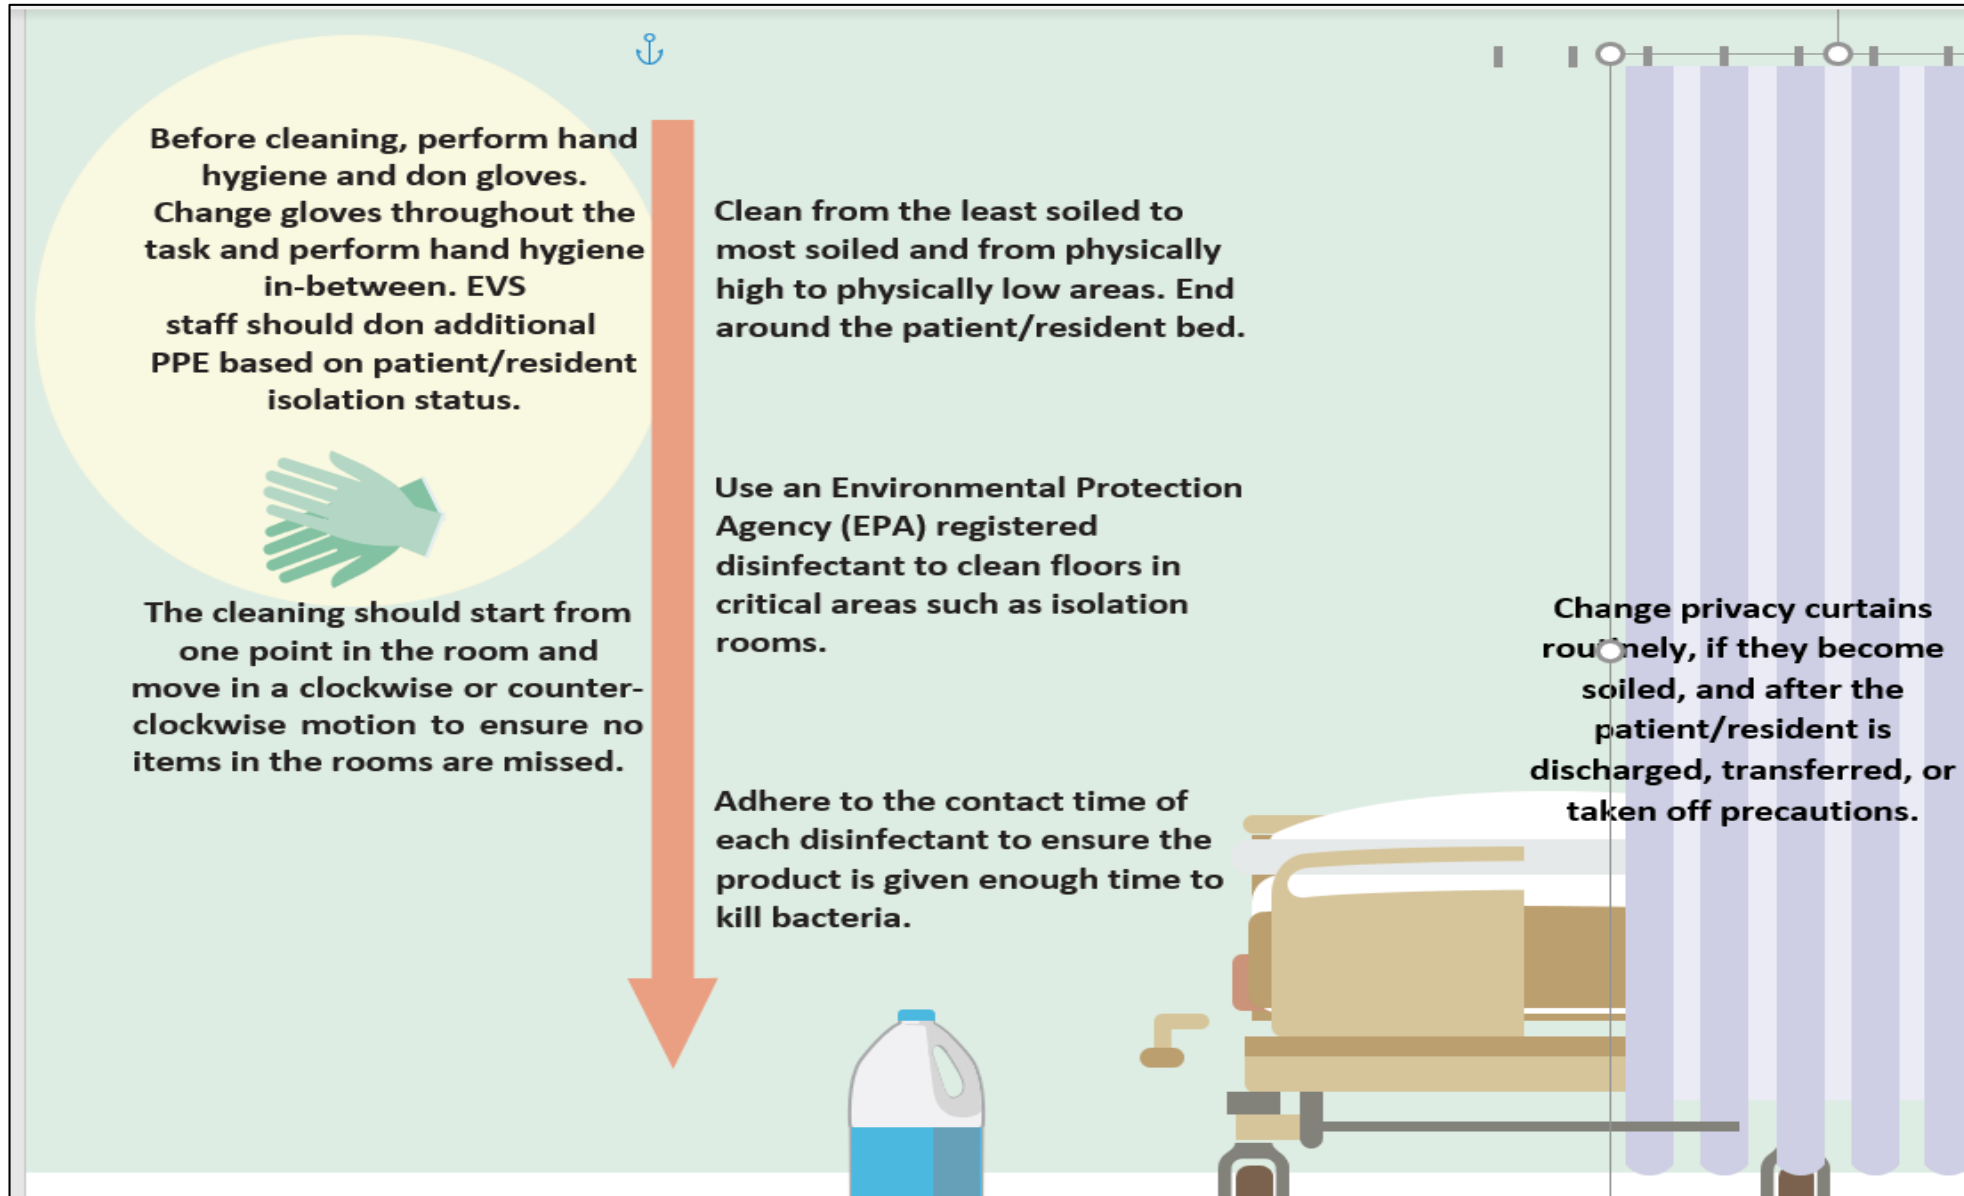 Before cleaning, perform hand
hygiene and don gloves.
Change gloves throughout the
task and perform hand hygiene
in-between. EVS
staff should don additional
PPE based on patient/resident
isolation status.
The cleaning should start from
one point in the room and
move in a clockwise or counter-
clockwise motion to ensure no
items in the rooms are missed.
Clean from the least soiled to
most soiled and from physically
high to physically low areas. End
around the patient/resident bed.
Use an Environmental Protection
Agency (EPA) registered
disinfectant to clean floors in
critical areas such as isolation
rooms.
Adhere to the contact time of
each disinfectant to ensure the
product is given enough time to
kill bacteria.
Change privacy curtains
routinely, if they become
soiled, and after the
patient/resident is
discharged, transferred, or
taken off precautions.